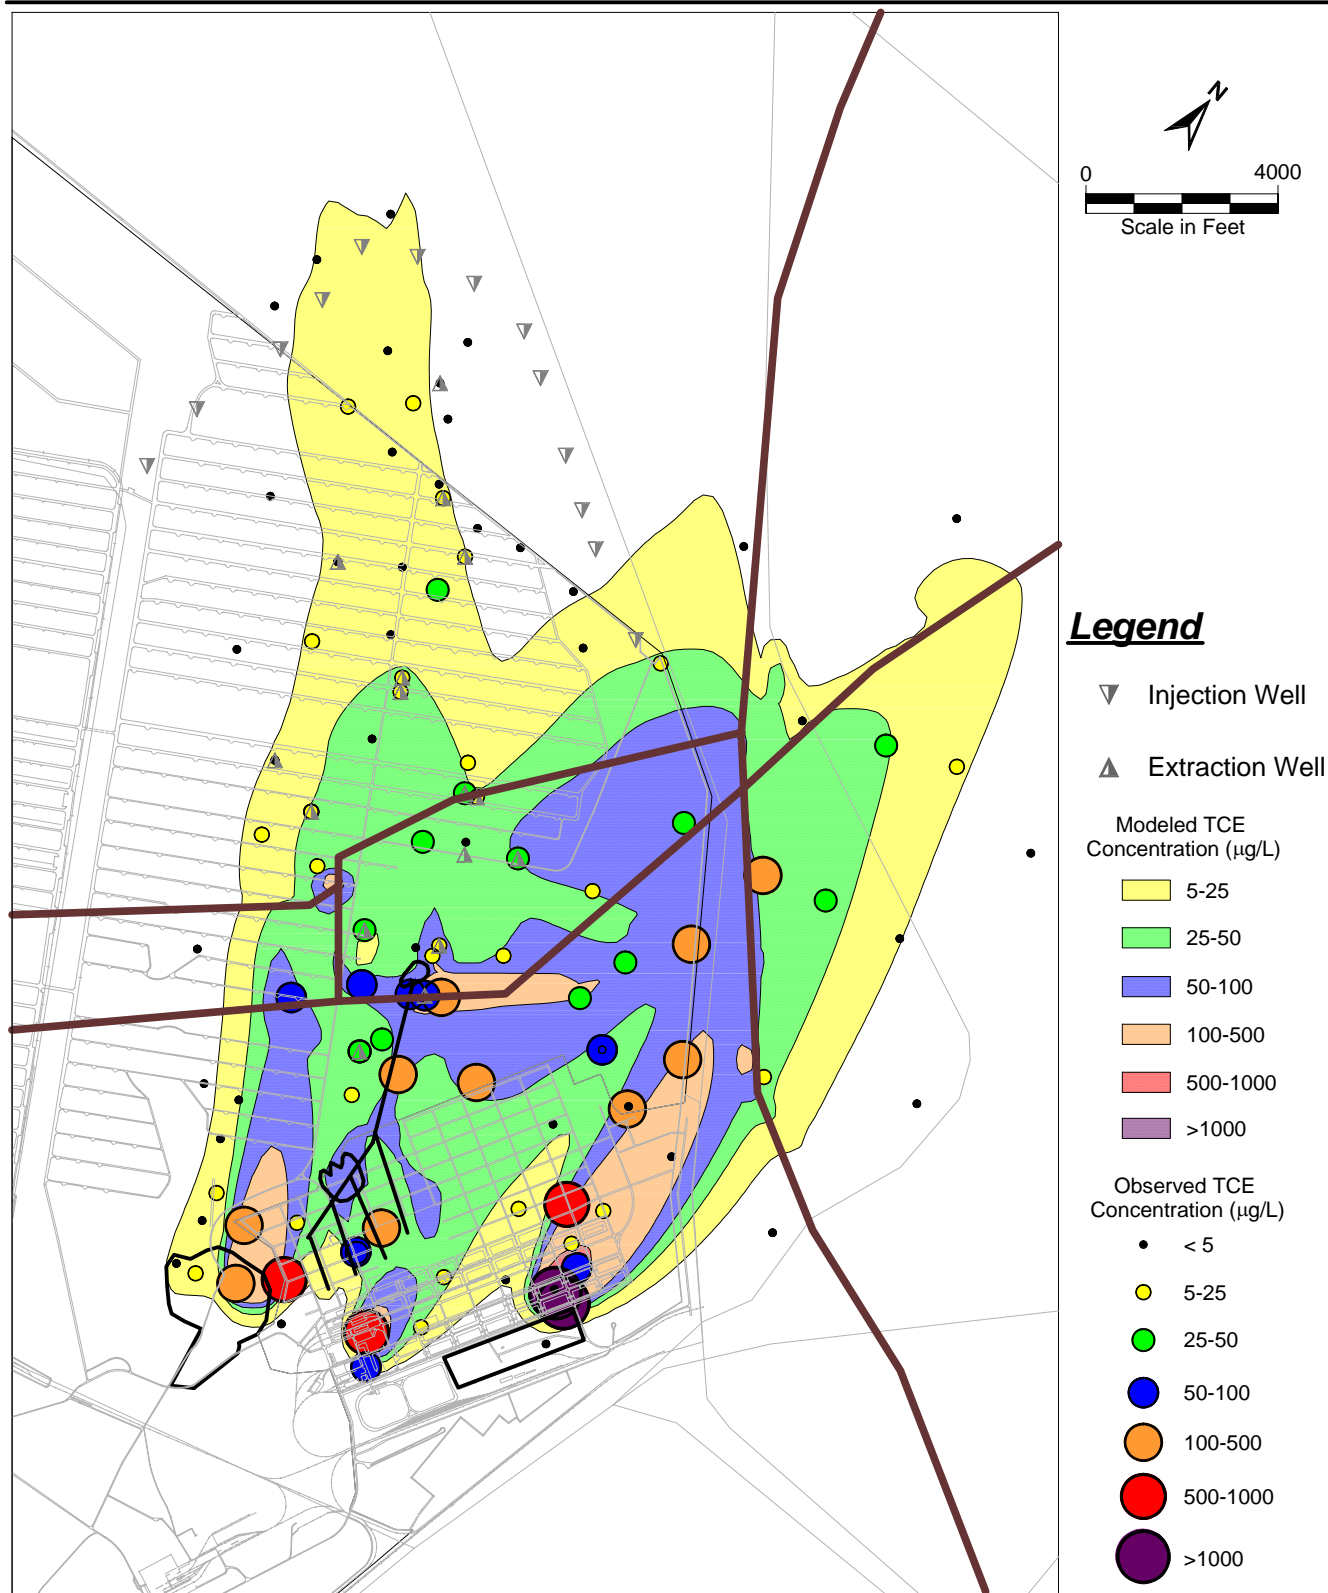 N
0 4000
Scale in Feet
Legend
Injection Well
Extraction Well
Modeled TCE
Concentration (µg/L)
5-25
25-50
50-100
100-500
500-1000
>1000
Observed TCE
Concentration (µg/L)
< 5
5-25
25-50
50-100
100-500
500-1000
>1000